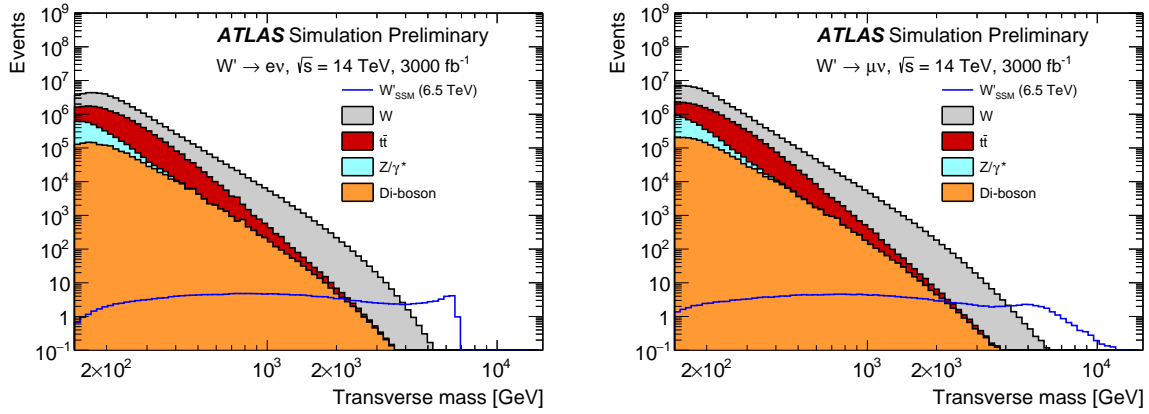 Events
10⁹
10⁸
10⁷
10⁶
10⁵
10⁴
10³
10²
10
1
10⁻¹
ATLAS Simulation Preliminary
W' → eν, √s = 14 TeV, 3000 fb⁻¹
W'SSM (6.5 TeV)
W
tt̄
Z/γ*
Di-boson
2×10² 10³ 2×10³ 10⁴
Transverse mass [GeV]
Events
10⁹
10⁸
10⁷
10⁶
10⁵
10⁴
10³
10²
10
1
10⁻¹
ATLAS Simulation Preliminary
W' → μν, √s = 14 TeV, 3000 fb⁻¹
W'SSM (6.5 TeV)
W
tt̄
Z/γ*
Di-boson
2×10² 10³ 2×10³ 10⁴
Transverse mass [GeV]